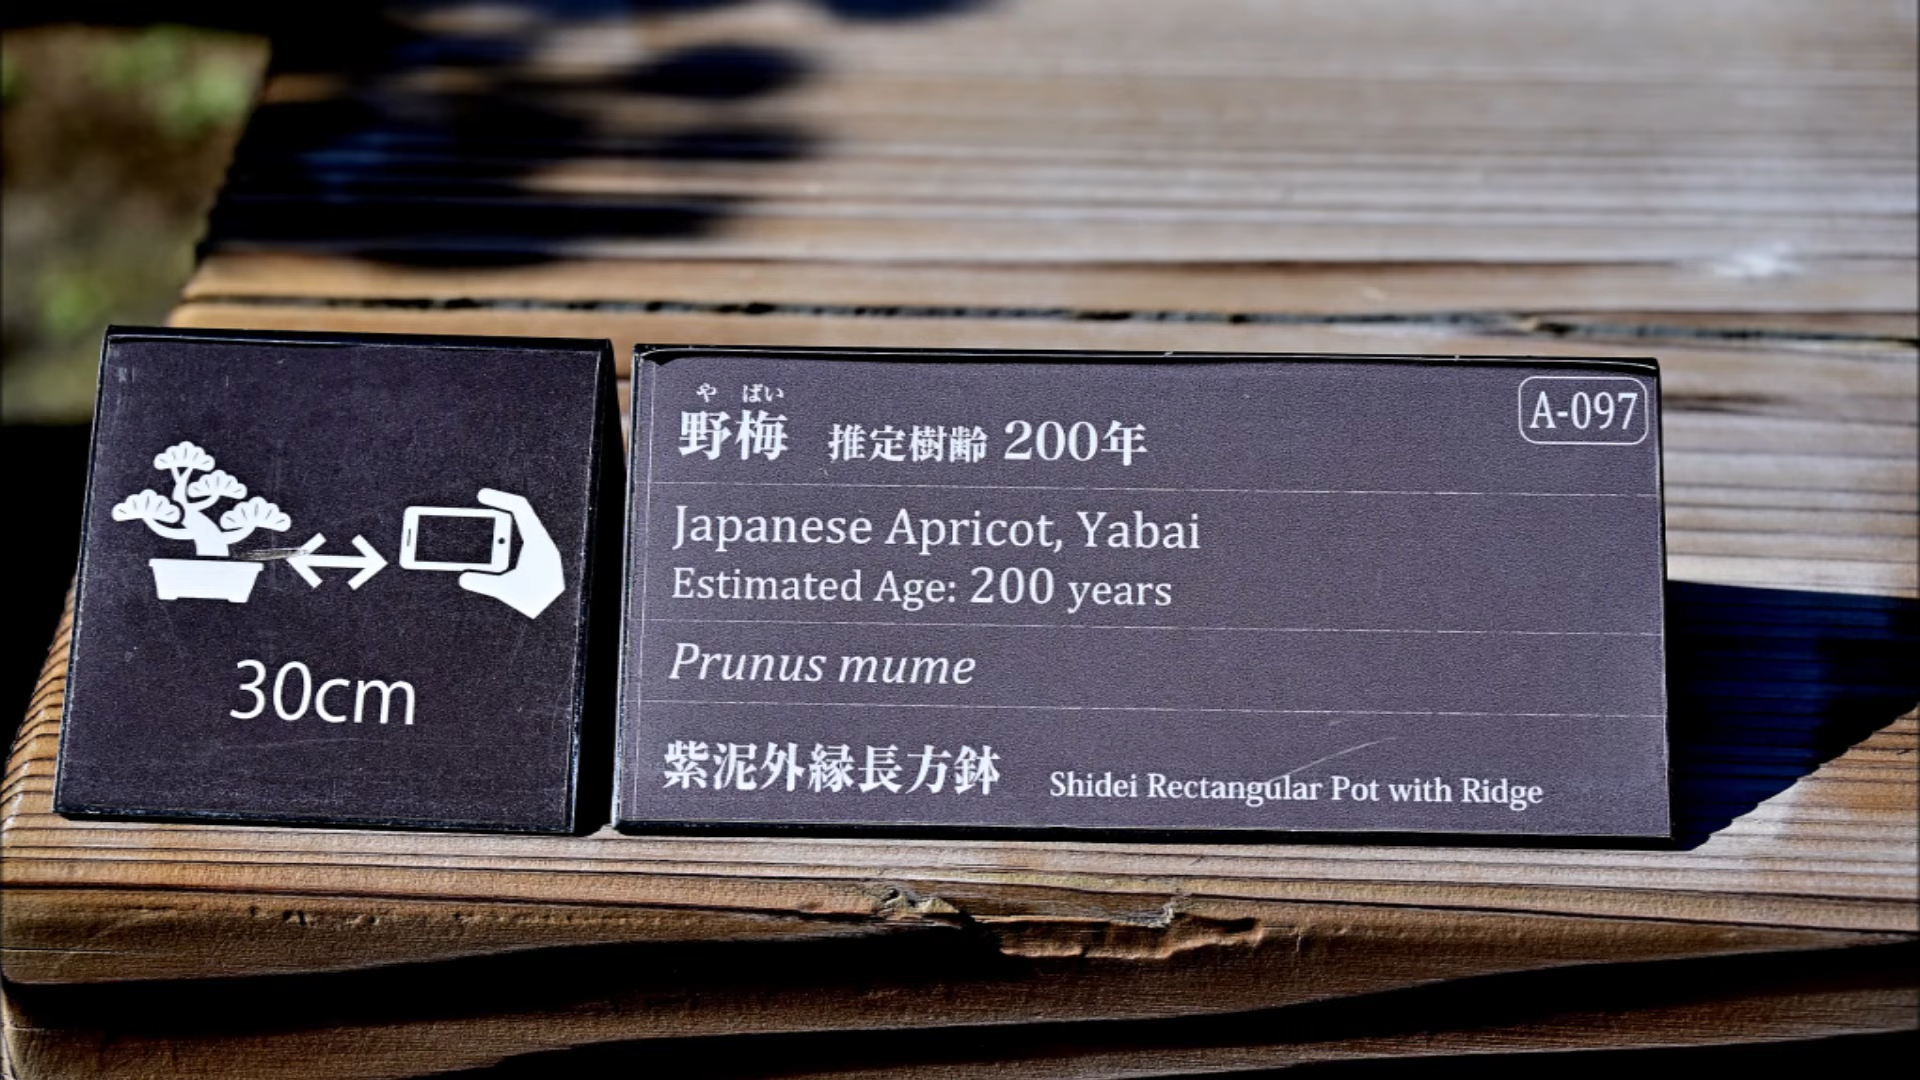 30cm
や ばい
野梅 推定樹齢 200年
A-097
Japanese Apricot, Yabai
Estimated Age: 200 years
Prunus mume
紫泥外縁長方鉢 Shidei Rectangular Pot with Ridge